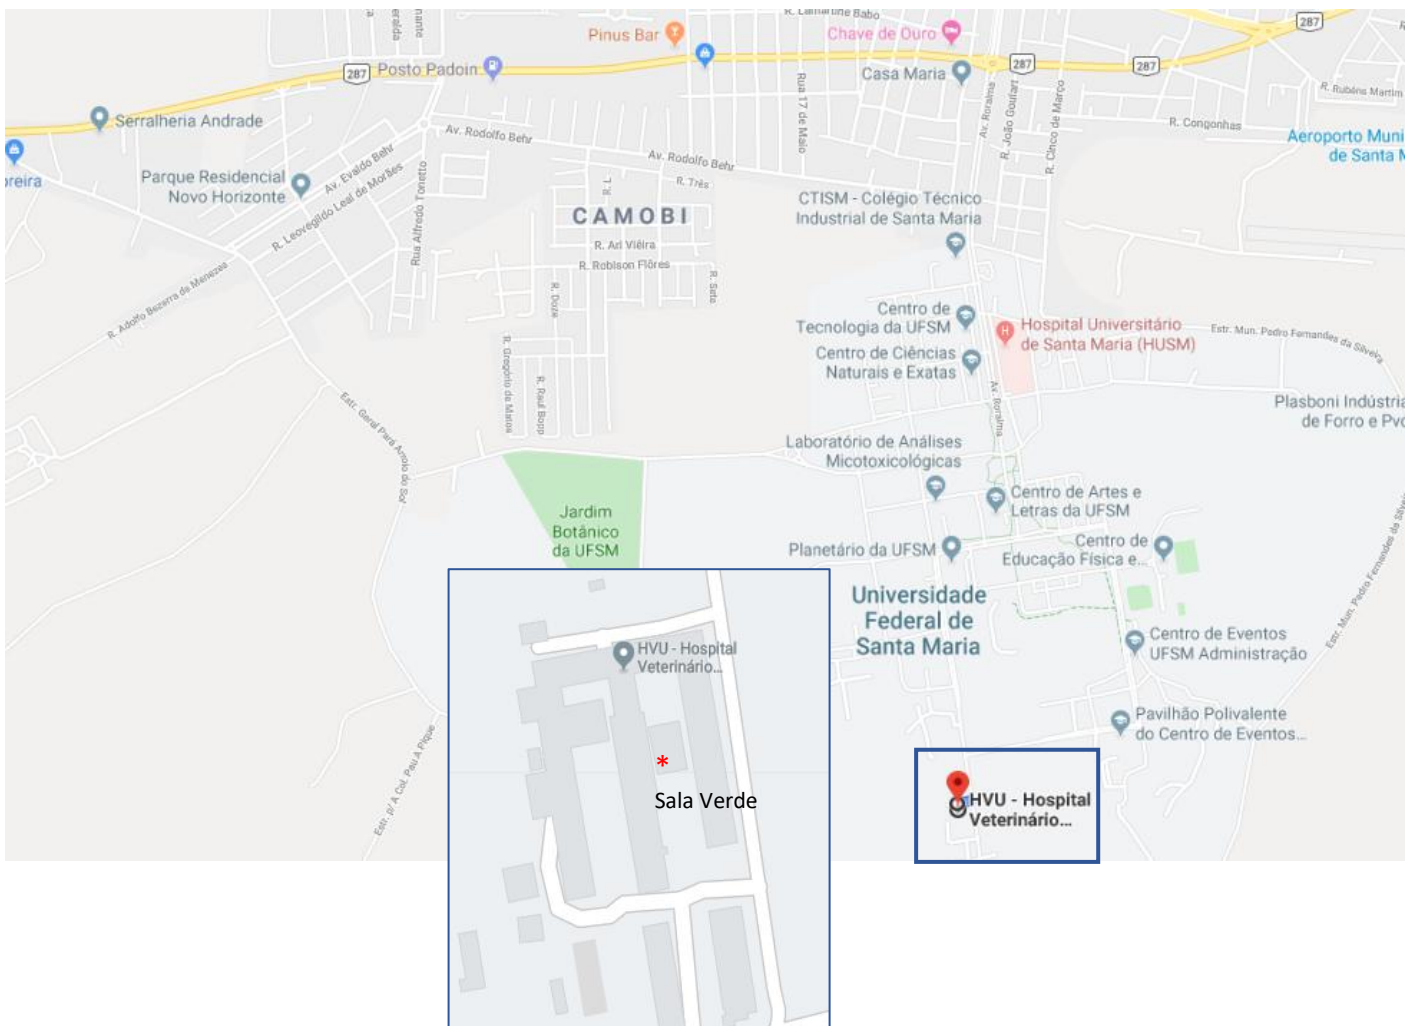 R. Lamartine Babo
Pinus Bar
Chave de Ouro
287
287
287
287
Posto Padoin
Casa Maria
Serralheria Andrade
Rua 17 de Maio
Av. Roraima
R. João Goulart
R. Cinco de Março
R. Rubéns Martim
R. Congonhas
Aeroporto Muni
de Santa M
oreira
Av. Rodolfo Behr
Av. Rodolfo Behr
Av. Evaldo Behr
Parque Residencial
Novo Horizonte
R. Leovegildo Leal de Morães
Rua Alfredo Tonetto
R. Três
R. L
CAMOBI
CTISM - Colégio Técnico
Industrial de Santa Maria
R. Ari Viêira
R. Robison Flôres
R. Sete
R. Doze
R. Adolfo Bezerra de Menezes
Centro de
Tecnologia da UFSM
Hospital Universitário
de Santa Maria (HUSM)
Estr. Mun. Pedro Fernandes da Silveira
Centro de Ciências
Naturais e Exatas
R. Gregório de Matos
R. Raul Bopp
Av. Roraima
Estr. Geral Pará Arroio do Sol
Plasboni Indústria
de Forro e Pvc
Laboratório de Análises
Micotoxicológicas
Centro de Artes e
Letras da UFSM
Jardim
Botânico
da UFSM
Planetário da UFSM
Centro de
Educação Física e...
Estr. Mun. Pedro Fernandes da Silveira
Universidade
Federal de
Santa Maria
Centro de Eventos
UFSM Administração
HVU - Hospital
Veterinário...
Pavilhão Polivalente
do Centro de Eventos...
Estr. p/ A Col. Pau A Pique
*
Sala Verde
HVU - Hospital
Veterinário...